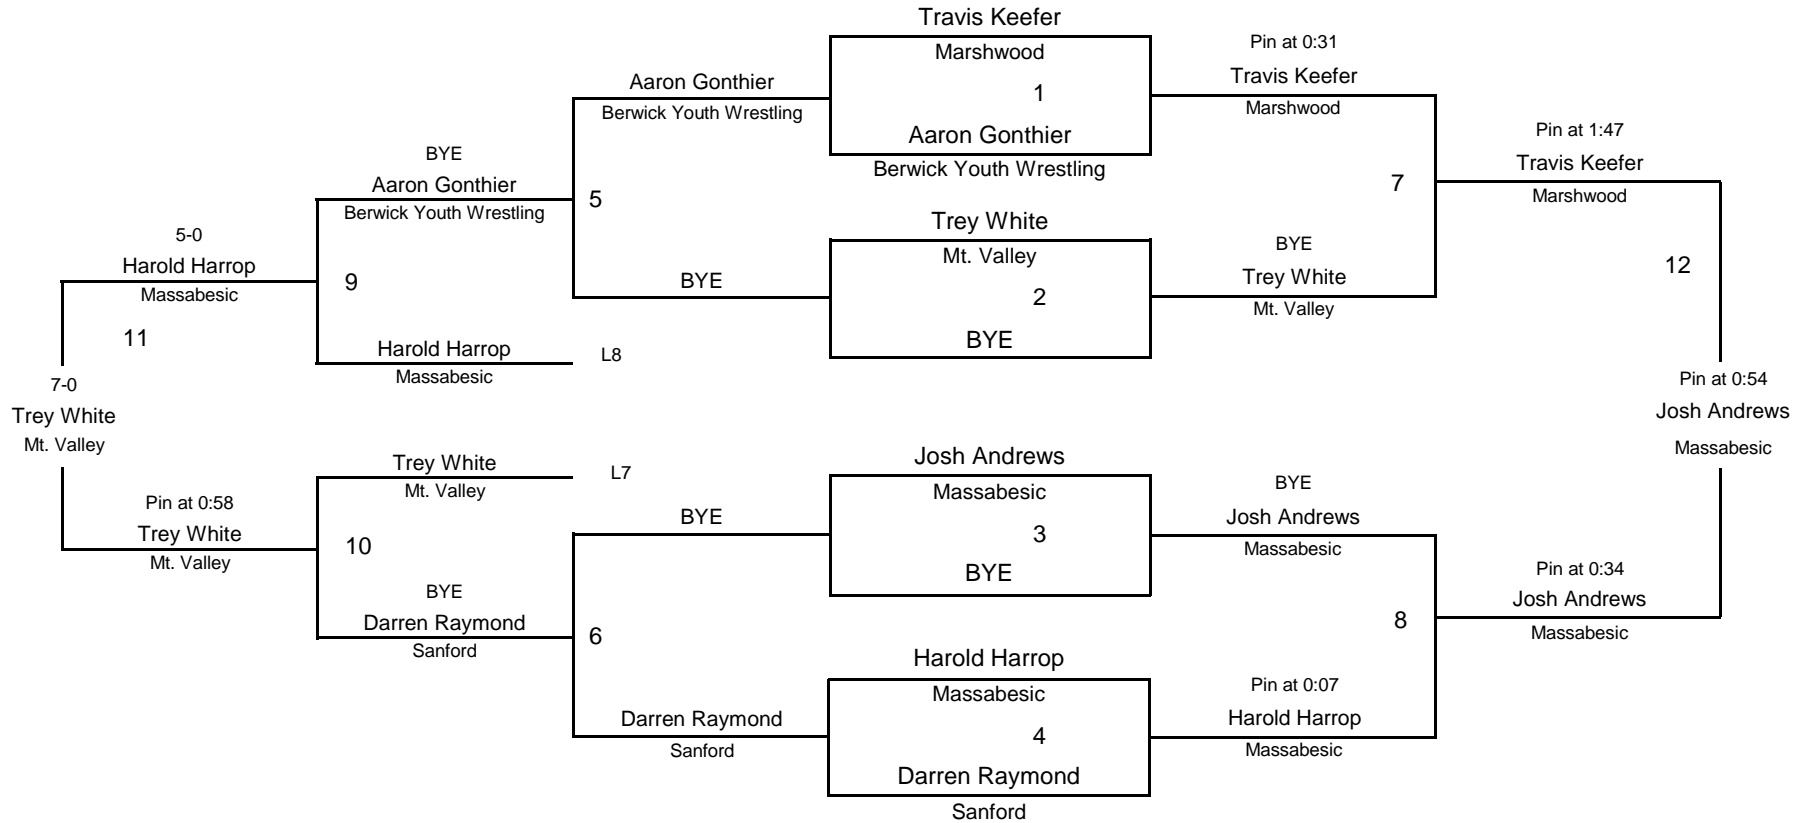 Travis Keefer
Marshwood
1
Aaron Gonthier
Berwick Youth Wrestling
Trey White
Mt. Valley
2
BYE
Josh Andrews
Massabesic
3
BYE
Harold Harrop
Massabesic
4
Darren Raymond
Sanford
Pin at 0:31
Travis Keefer
Marshwood
7
BYE
Trey White
Mt. Valley
BYE
Josh Andrews
Massabesic
8
Pin at 0:07
Harold Harrop
Massabesic
Pin at 1:47
Travis Keefer
Marshwood
12
Pin at 0:34
Josh Andrews
Massabesic
Pin at 0:54
Josh Andrews
Massabesic
Aaron Gonthier
Berwick Youth Wrestling
5
BYE
BYE
6
Darren Raymond
Sanford
BYE
Aaron Gonthier
Berwick Youth Wrestling
9
Harold Harrop
Massabesic
L8
Trey White
Mt. Valley
L7
10
BYE
Darren Raymond
Sanford
5-0
Harold Harrop
Massabesic
11
Pin at 0:58
Trey White
Mt. Valley
7-0
Trey White
Mt. Valley